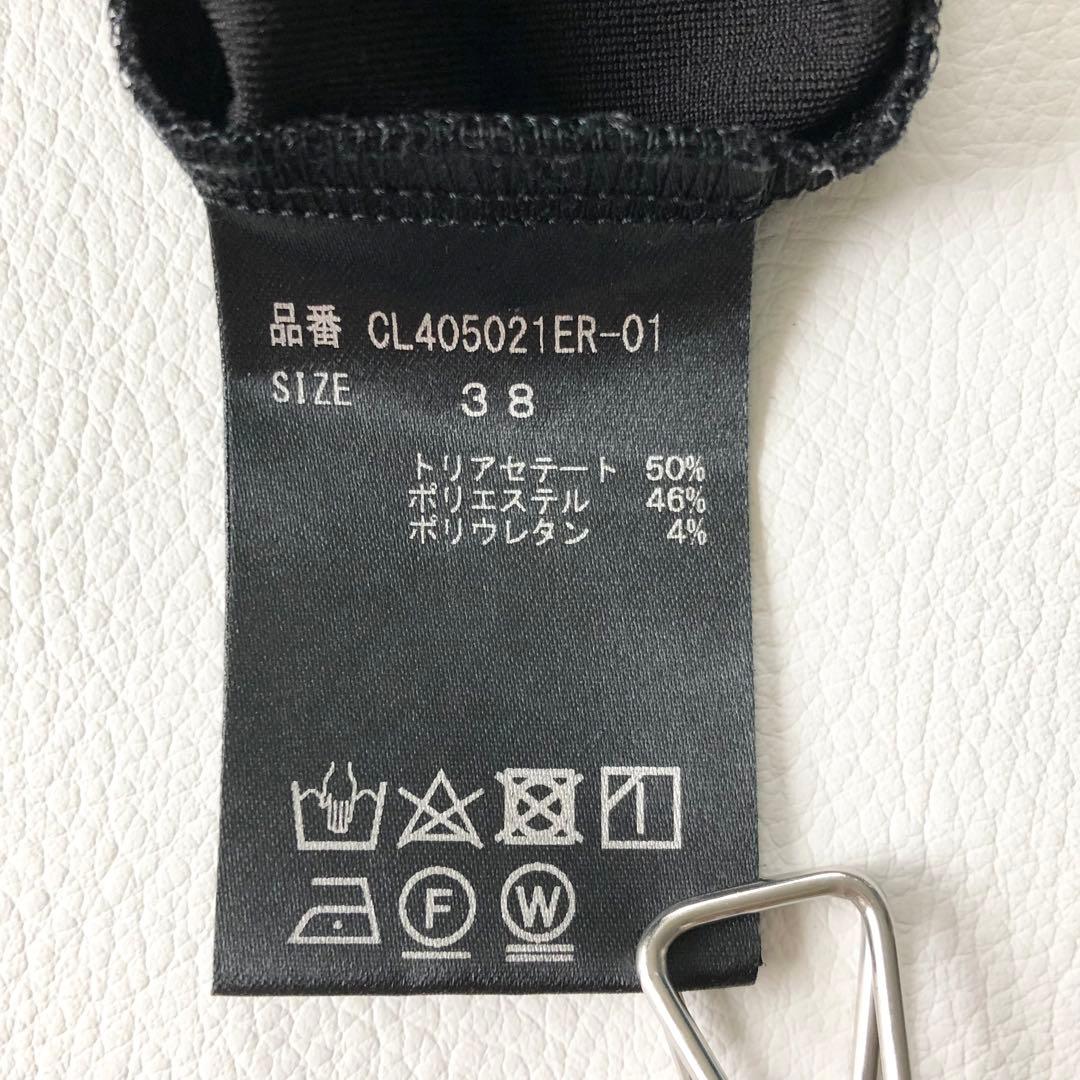 品番 CL405021ER-01
SIZE 38
トリアセテート 50%
ポリエステル 46%
ポリウレタン 4%
F W